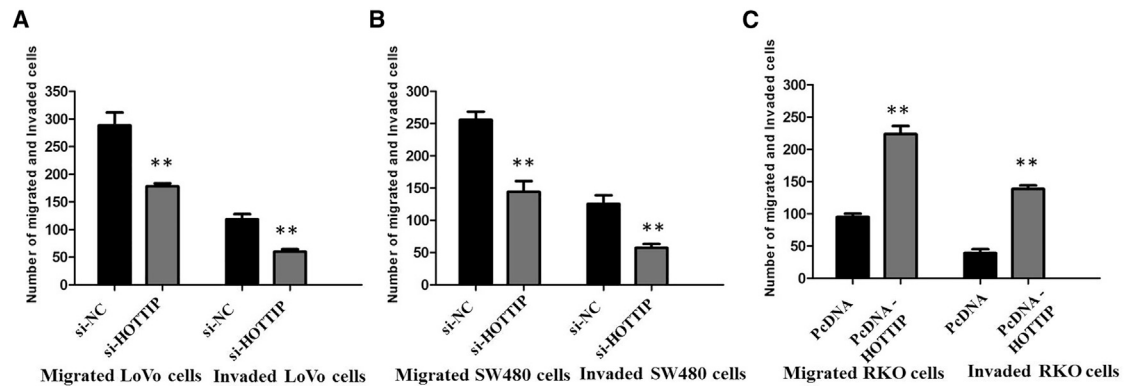 A
Number of migrated and Invaded cells
350
300
250
200
150
100
50
0
**
**
si-NC
si-HOTTIP
si-NC
si-HOTTIP
Migrated LoVo cells
Invaded LoVo cells
B
Number of migrated and Invaded cells
300
250
200
150
100
50
0
**
**
si-NC
si-HOTTIP
si-NC
si-HOTTIP
Migrated SW480 cells
Invaded SW480 cells
C
Number of migrated and Invaded cells
300
250
200
150
100
50
0
**
**
PcDNA
PcDNA -
HOTTIP
PcDNA
PcDNA -
HOTTIP
Migrated RKO cells
Invaded RKO cells